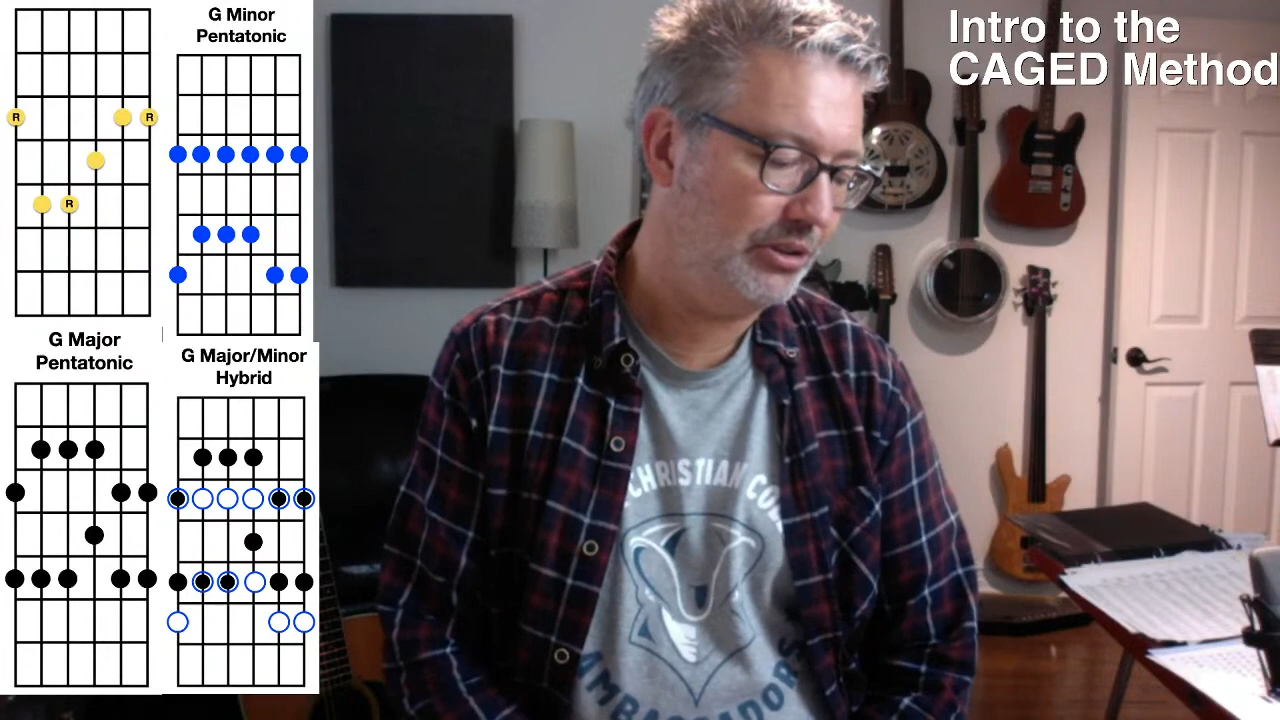 Intro to the
CAGED Method
G Minor
Pentatonic
R
R
R
G Major
Pentatonic
G Major/Minor
Hybrid
CHRISTIAN CO
AMBASSADORS